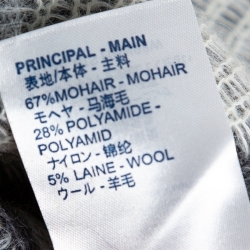 PRINCIPAL - MAIN
表地/本体 - 主料
67%MOHAIR - MOHAIR
モヘヤ - 马海毛
28% POLYAMIDE -
POLYAMID
ナイロン - 锦纶
5% LAINE - WOOL
ウール - 羊毛